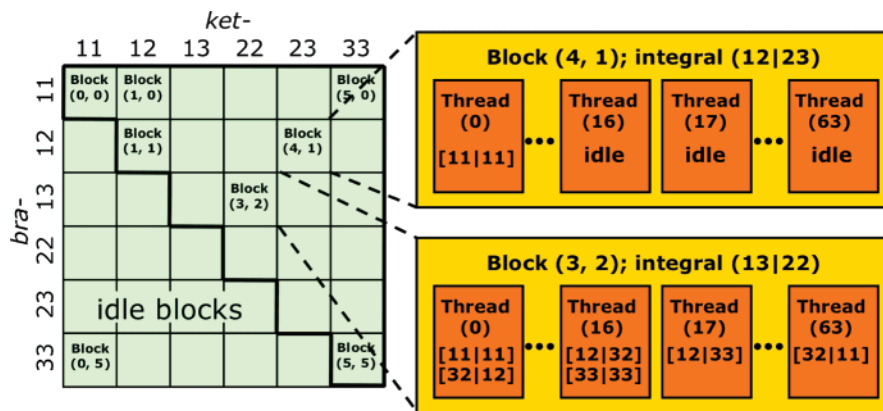 ket-
11 12 13 22 23 33
bra-
11
12
13
22
23
33
Block
(0, 0)
Block
(1, 0)
Block
(5, 0)
Block
(1, 1)
Block
(4, 1)
Block
(3, 2)
idle blocks
Block
(0, 5)
Block
(5, 5)
Block (4, 1); integral (12|23)
Thread
(0)
[11|11]
...
Thread
(16)
idle
Thread
(17)
idle
...
Thread
(63)
idle
Block (3, 2); integral (13|22)
Thread
(0)
[11|11]
[32|12]
...
Thread
(16)
[12|32]
[33|33]
Thread
(17)
[12|33]
...
Thread
(63)
[32|11]